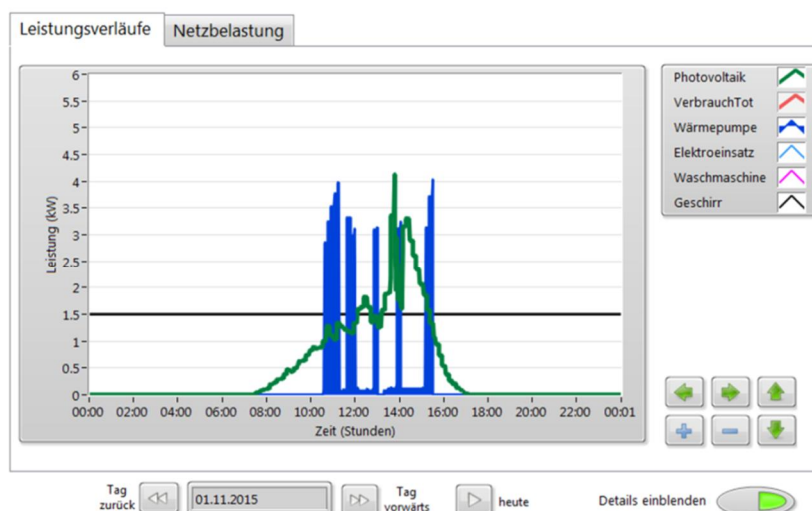 Leistungsverläufe
Netzbelastung
6
5.5
5
4.5
4
3.5
3
2.5
2
1.5
1
0.5
0
Leistung (kW)
00:00 02:00 04:00 06:00 08:00 10:00 12:00 14:00 16:00 18:00 20:00 22:00 00:01
Zeit (Stunden)
Photovoltaik
VerbrauchTot
Wärmepumpe
Elektroeinsatz
Waschmaschine
Geschirr
Tag
zurück
01.11.2015
Tag
vorwärts
heute
Details einblenden